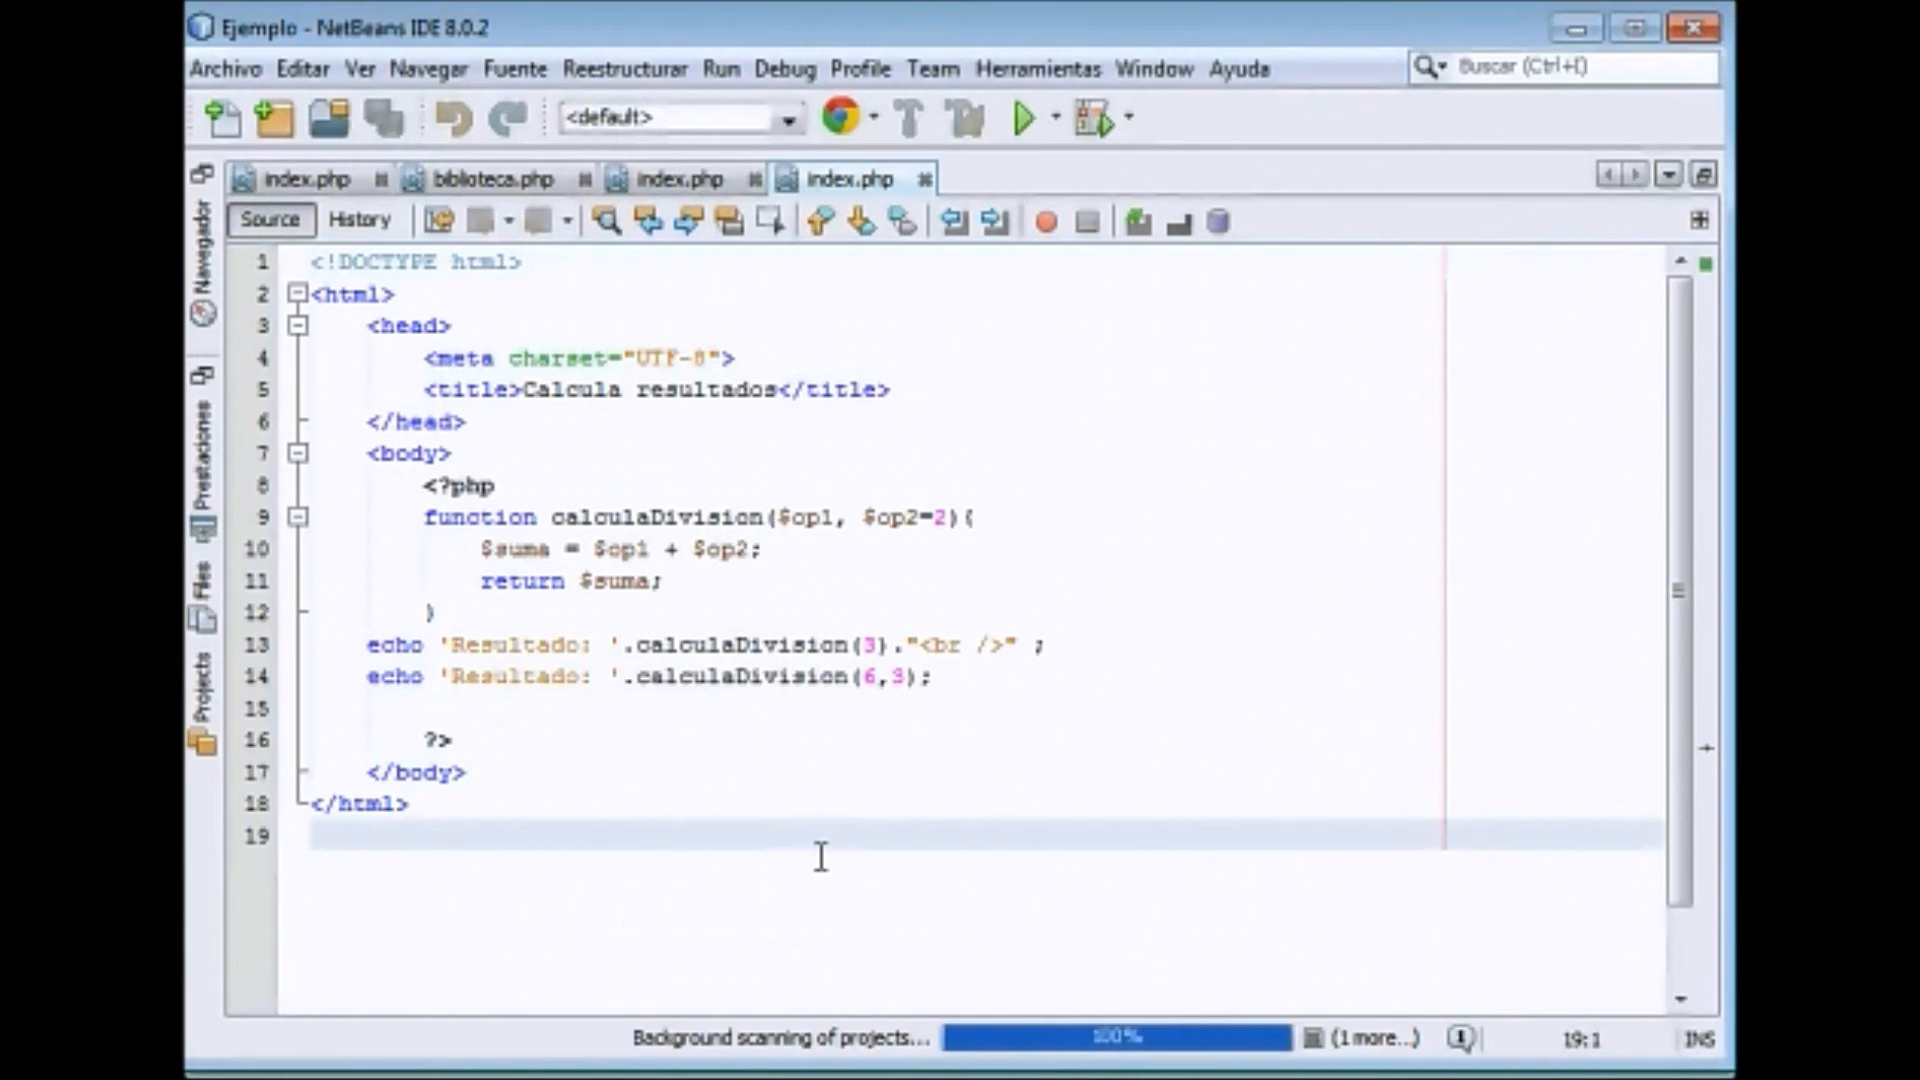 Ejemplo - NetBeans IDE 8.0.2
Archivo Editar Ver Navegar Fuente Reestructurar Run Debug Profile Team Herramientas Window Ayuda
Buscar (Ctrl+I)
<default>
index.php biblioteca.php index.php index.php
Source History
Navegador
Prestaciones
Files
Projects
1 <!DOCTYPE html>
2 <html>
3 <head>
4 <meta charset="UTF-8">
5 <title>Calcula resultados</title>
6 </head>
7 <body>
8 <?php
9 function calculaDivision($op1, $op2=2){
10 $suma = $op1 + $op2;
11 return $suma;
12 }
13 echo 'Resultado: '.calculaDivision(3)."<br />" ;
14 echo 'Resultado: '.calculaDivision(6,3);
15
16 ?>
17 </body>
18 </html>
19
Background scanning of projects... 100% (1 more...) 19:1 INS